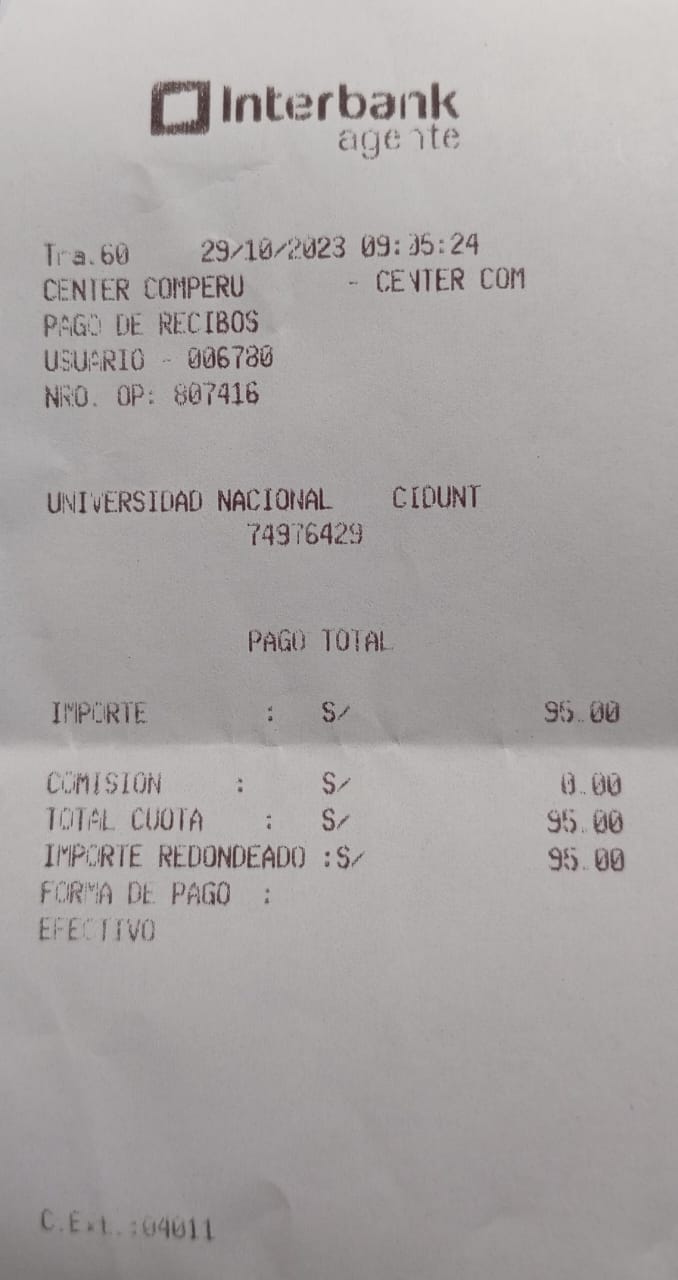 Interbank
agente
Tra.60 29/10/2023 09:05:24
CENTER COMPERU - CENTER COM
PAGO DE RECIBOS
USUARIO - 006780
NRO. OP: 807416
UNIVERSIDAD NACIONAL CIDUNT
74976429
PAGO TOTAL
IMPORTE : S/ 95.00
COMISION : S/ 0.00
TOTAL CUOTA : S/ 95.00
IMPORTE REDONDEADO :S/ 95.00
FORMA DE PAGO :
EFECTIVO
C.Ext.:04011